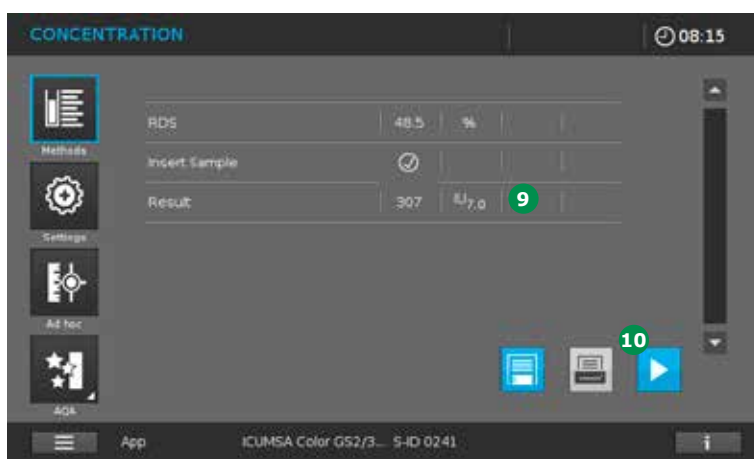 CONCENTRATION 08:15
Methods
RDS 48.5 %
Insert Sample
Result 307 IU7.0 9
Settings
Ad hoc
10
AQA
App ICUMSA Color GS2/3... S-ID 0241 i